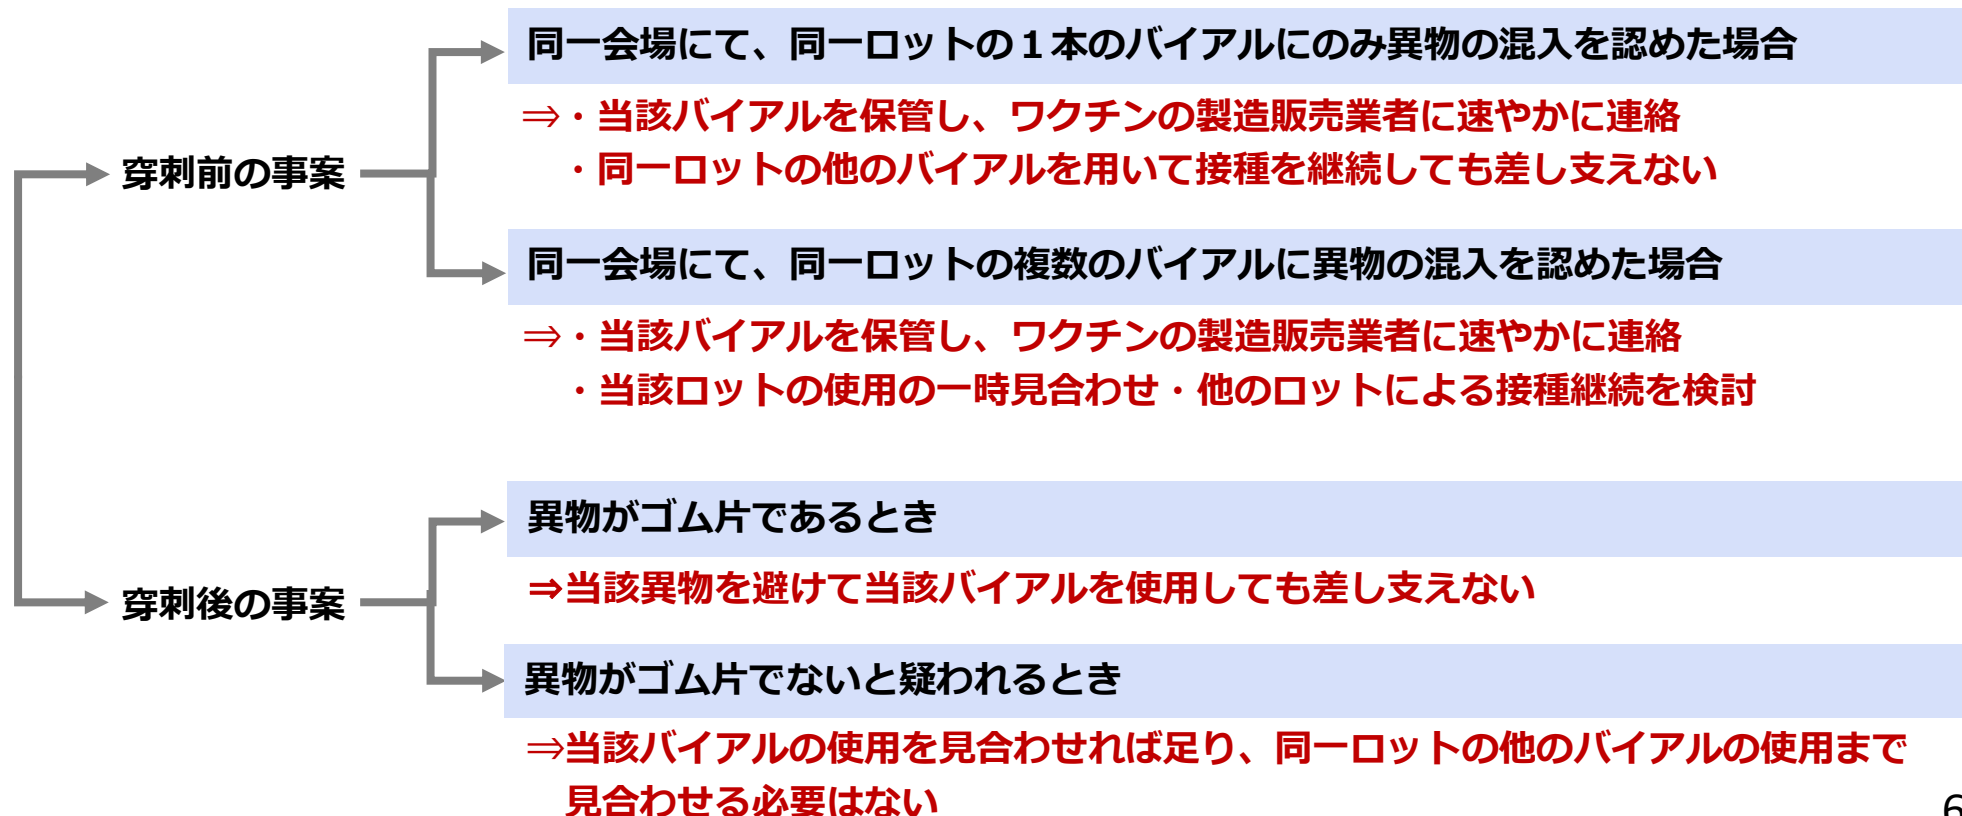 同一会場にて、同一ロットの１本のバイアルにのみ異物の混入を認めた場合
⇒・当該バイアルを保管し、ワクチンの製造販売業者に速やかに連絡
・同一ロットの他のバイアルを用いて接種を継続しても差し支えない
穿刺前の事案
同一会場にて、同一ロットの複数のバイアルに異物の混入を認めた場合
⇒・当該バイアルを保管し、ワクチンの製造販売業者に速やかに連絡
・当該ロットの使用の一時見合わせ・他のロットによる接種継続を検討
異物がゴム片であるとき
⇒当該異物を避けて当該バイアルを使用しても差し支えない
穿刺後の事案
異物がゴム片でないと疑われるとき
⇒当該バイアルの使用を見合わせれば足り、同一ロットの他のバイアルの使用まで
見合わせる必要はない
6